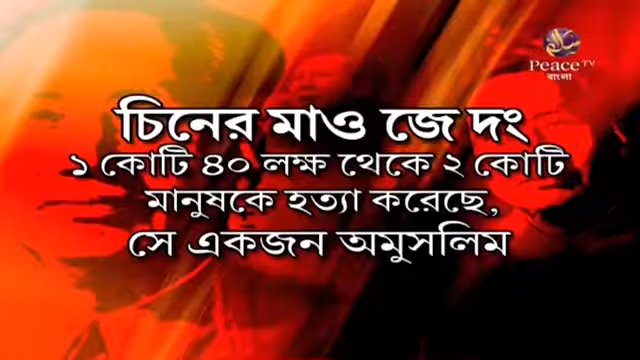 Peace TV
বাংলা
চিনের মাও জে দং
১ কোটি ৪০ লক্ষ থেকে ২ কোটি
মানুষকে হত্যা করেছে,
সে একজন অমুসলিম